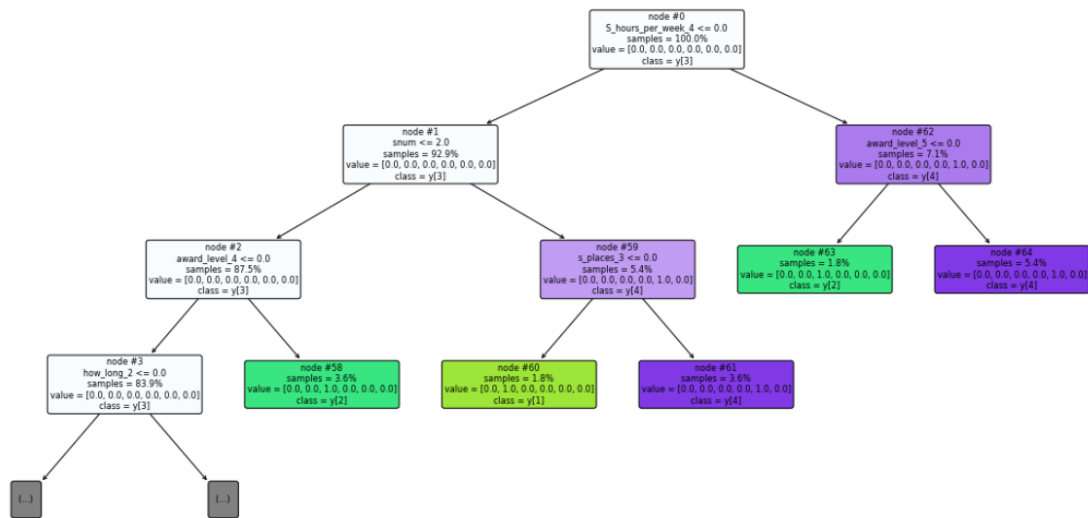 node #0
S_hours_per_week_4 <= 0.0
samples = 100.0%
value = [0.0, 0.0, 0.0, 0.0, 0.0, 0.0]
class = y[3]
node #1
snum <= 2.0
samples = 92.9%
value = [0.0, 0.0, 0.0, 0.0, 0.0, 0.0, 0.0]
class = y[3]
node #62
award_level_5 <= 0.0
samples = 7.1%
value = [0.0, 0.0, 0.0, 0.0, 1.0, 0.0]
class = y[4]
node #2
award_level_4 <= 0.0
samples = 87.5%
value = [0.0, 0.0, 0.0, 0.0, 0.0, 0.0]
class = y[3]
node #59
s_places_3 <= 0.0
samples = 5.4%
value = [0.0, 0.0, 0.0, 0.0, 1.0, 0.0]
class = y[4]
node #63
samples = 1.8%
value = [0.0, 0.0, 1.0, 0.0, 0.0, 0.0]
class = y[2]
node #64
samples = 5.4%
value = [0.0, 0.0, 0.0, 0.0, 1.0, 0.0]
class = y[4]
node #3
how_long_2 <= 0.0
samples = 83.9%
value = [0.0, 0.0, 0.0, 0.0, 0.0, 0.0]
class = y[3]
node #58
samples = 3.6%
value = [0.0, 0.0, 1.0, 0.0, 0.0, 0.0]
class = y[2]
node #60
samples = 1.8%
value = [0.0, 1.0, 0.0, 0.0, 0.0, 0.0]
class = y[1]
node #61
samples = 3.6%
value = [0.0, 0.0, 0.0, 0.0, 1.0, 0.0]
class = y[4]
(...)
(...)